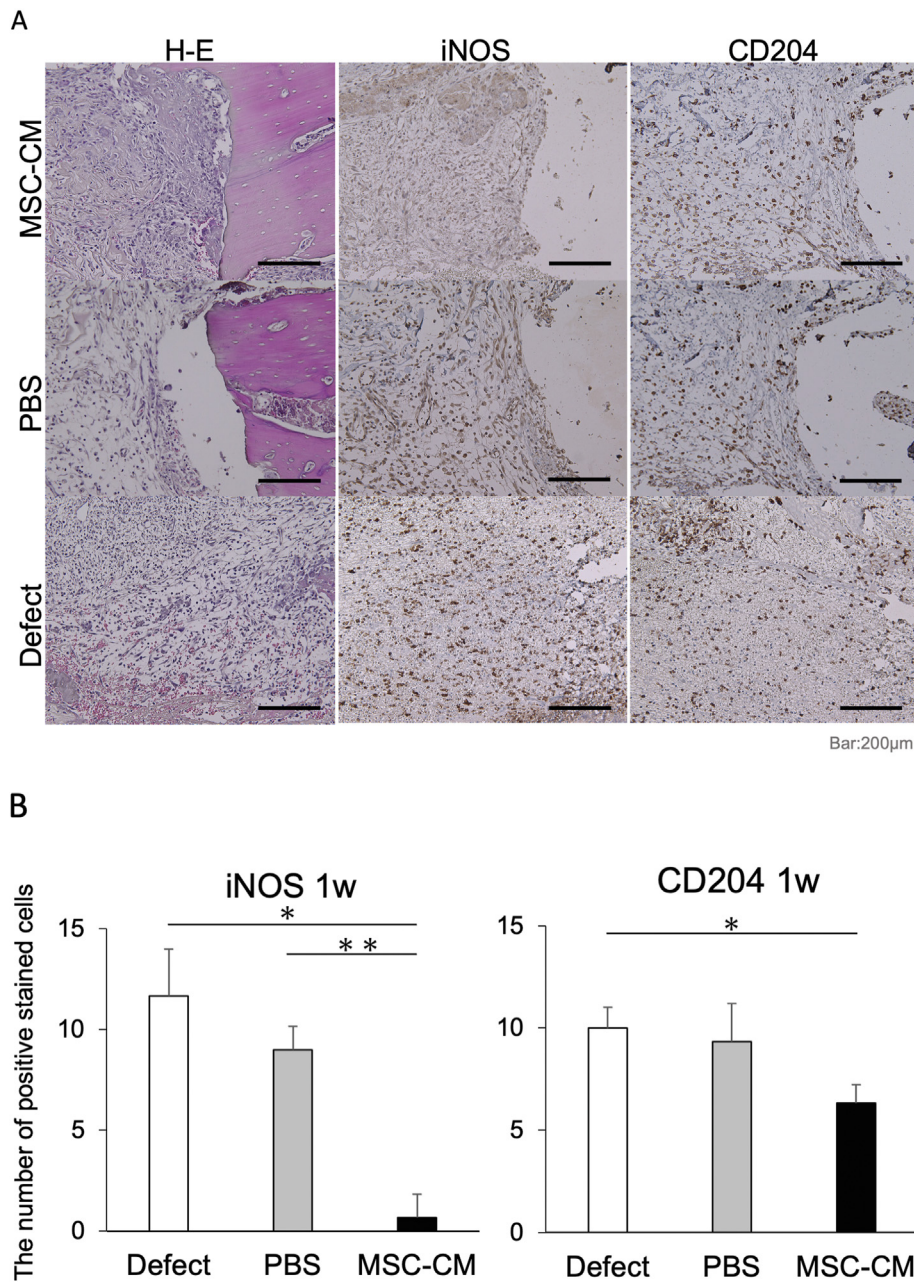 A
H-E iNOS CD204
MSC-CM
PBS
Defect
Bar:200μm
B
iNOS 1w
CD204 1w
The number of positive stained cells
*
* *
15
10
5
0
Defect PBS MSC-CM
*
15
10
5
0
Defect PBS MSC-CM